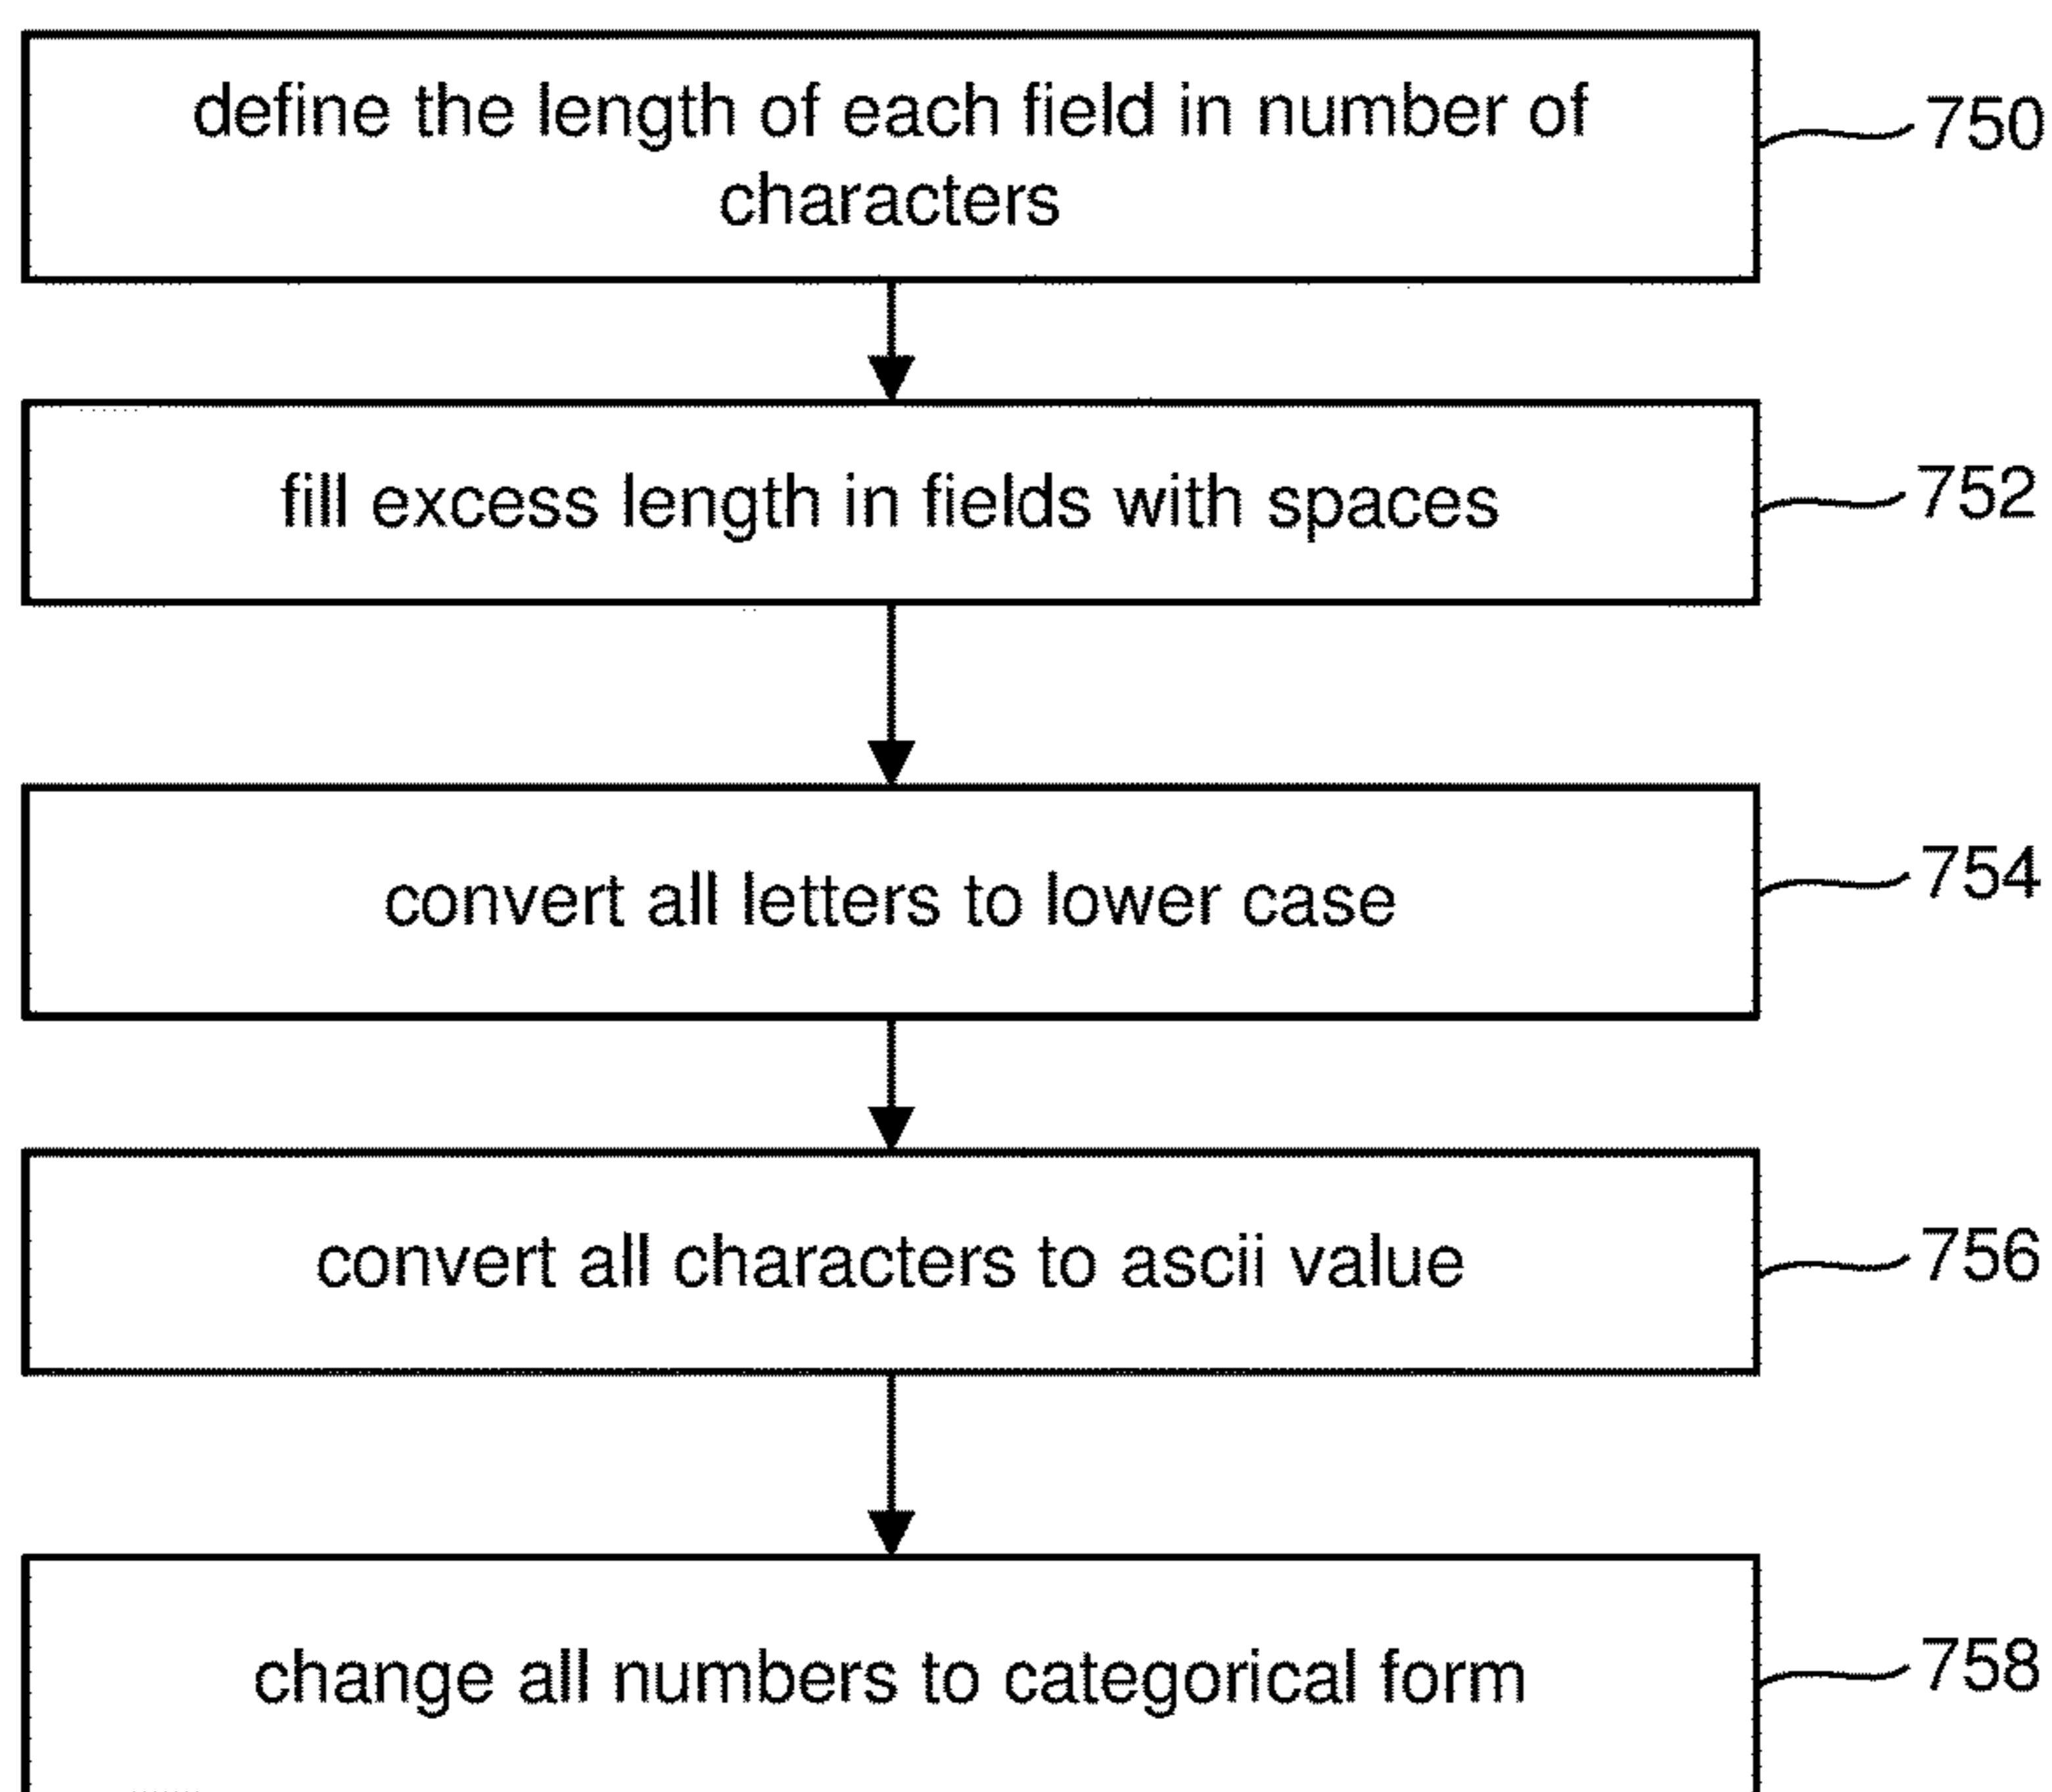 define the length of each field in number of
characters
750
fill excess length in fields with spaces
752
convert all letters to lower case
754
convert all characters to ascii value
756
change all numbers to categorical form
758